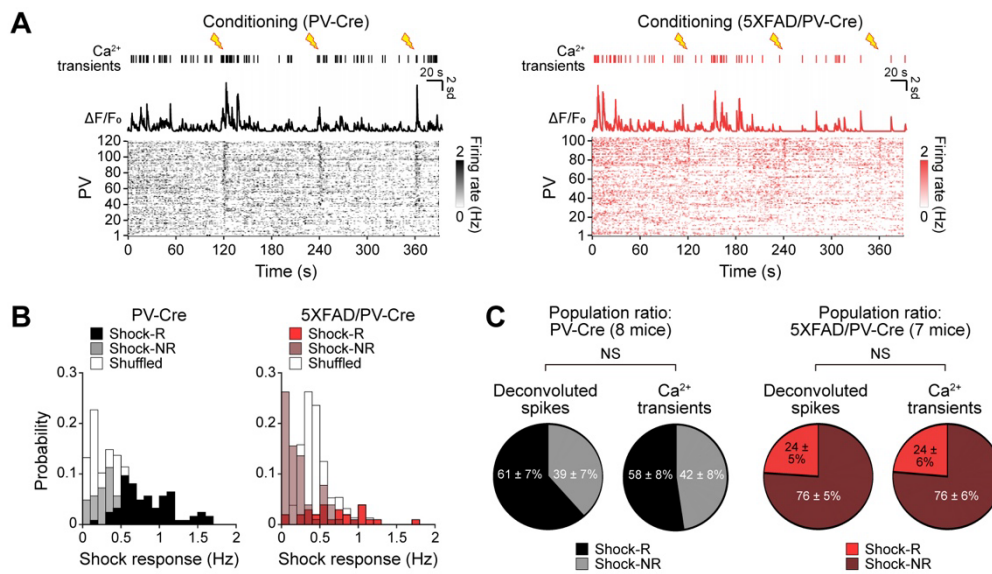 A
Conditioning (PV-Cre)
Ca²⁺
transients
20 s
2 sd
ΔF/F₀
PV
120
100
80
60
40
20
1
0 60 120 180 240 300 360
Time (s)
2
0
Firing rate (Hz)
Conditioning (5XFAD/PV-Cre)
Ca²⁺
transients
20 s
2 sd
ΔF/F₀
PV
100
80
60
40
20
1
0 60 120 180 240 300 360
Time (s)
2
0
Firing rate (Hz)
B
PV-Cre
Shock-R
Shock-NR
Shuffled
Probability
0.3
0.2
0.1
0
0 0.5 1 1.5 2
Shock response (Hz)
5XFAD/PV-Cre
Shock-R
Shock-NR
Shuffled
0.3
0.2
0.1
0
0 0.5 1 1.5 2
Shock response (Hz)
C
Population ratio:
PV-Cre (8 mice)
NS
Deconvoluted
spikes
Ca²⁺
transients
61 ± 7%
39 ± 7%
58 ± 8%
42 ± 8%
Shock-R
Shock-NR
Population ratio:
5XFAD/PV-Cre (7 mice)
NS
Deconvoluted
spikes
Ca²⁺
transients
24 ±
5%
76 ± 5%
24 ±
6%
76 ± 6%
Shock-R
Shock-NR